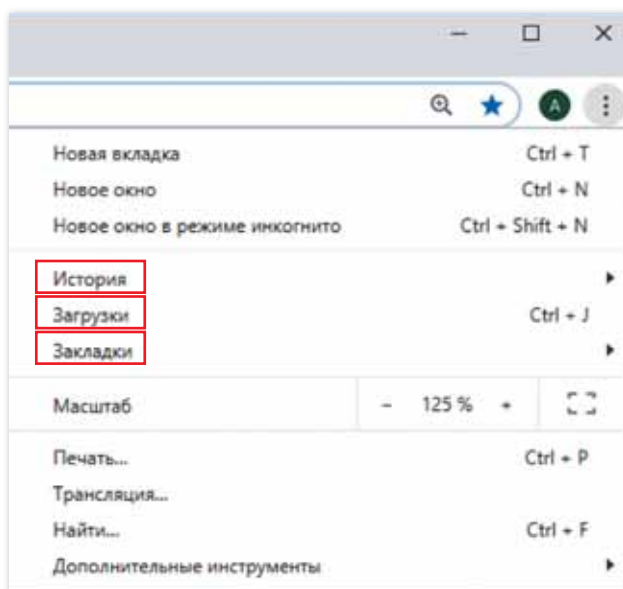 A
Новая вкладка Ctrl + T
Новое окно Ctrl + N
Новое окно в режиме инкогнито Ctrl + Shift + N
История
Загрузки Ctrl + J
Закладки
Масштаб - 125 % +
Печать... Ctrl + P
Трансляция...
Найти... Ctrl + F
Дополнительные инструменты